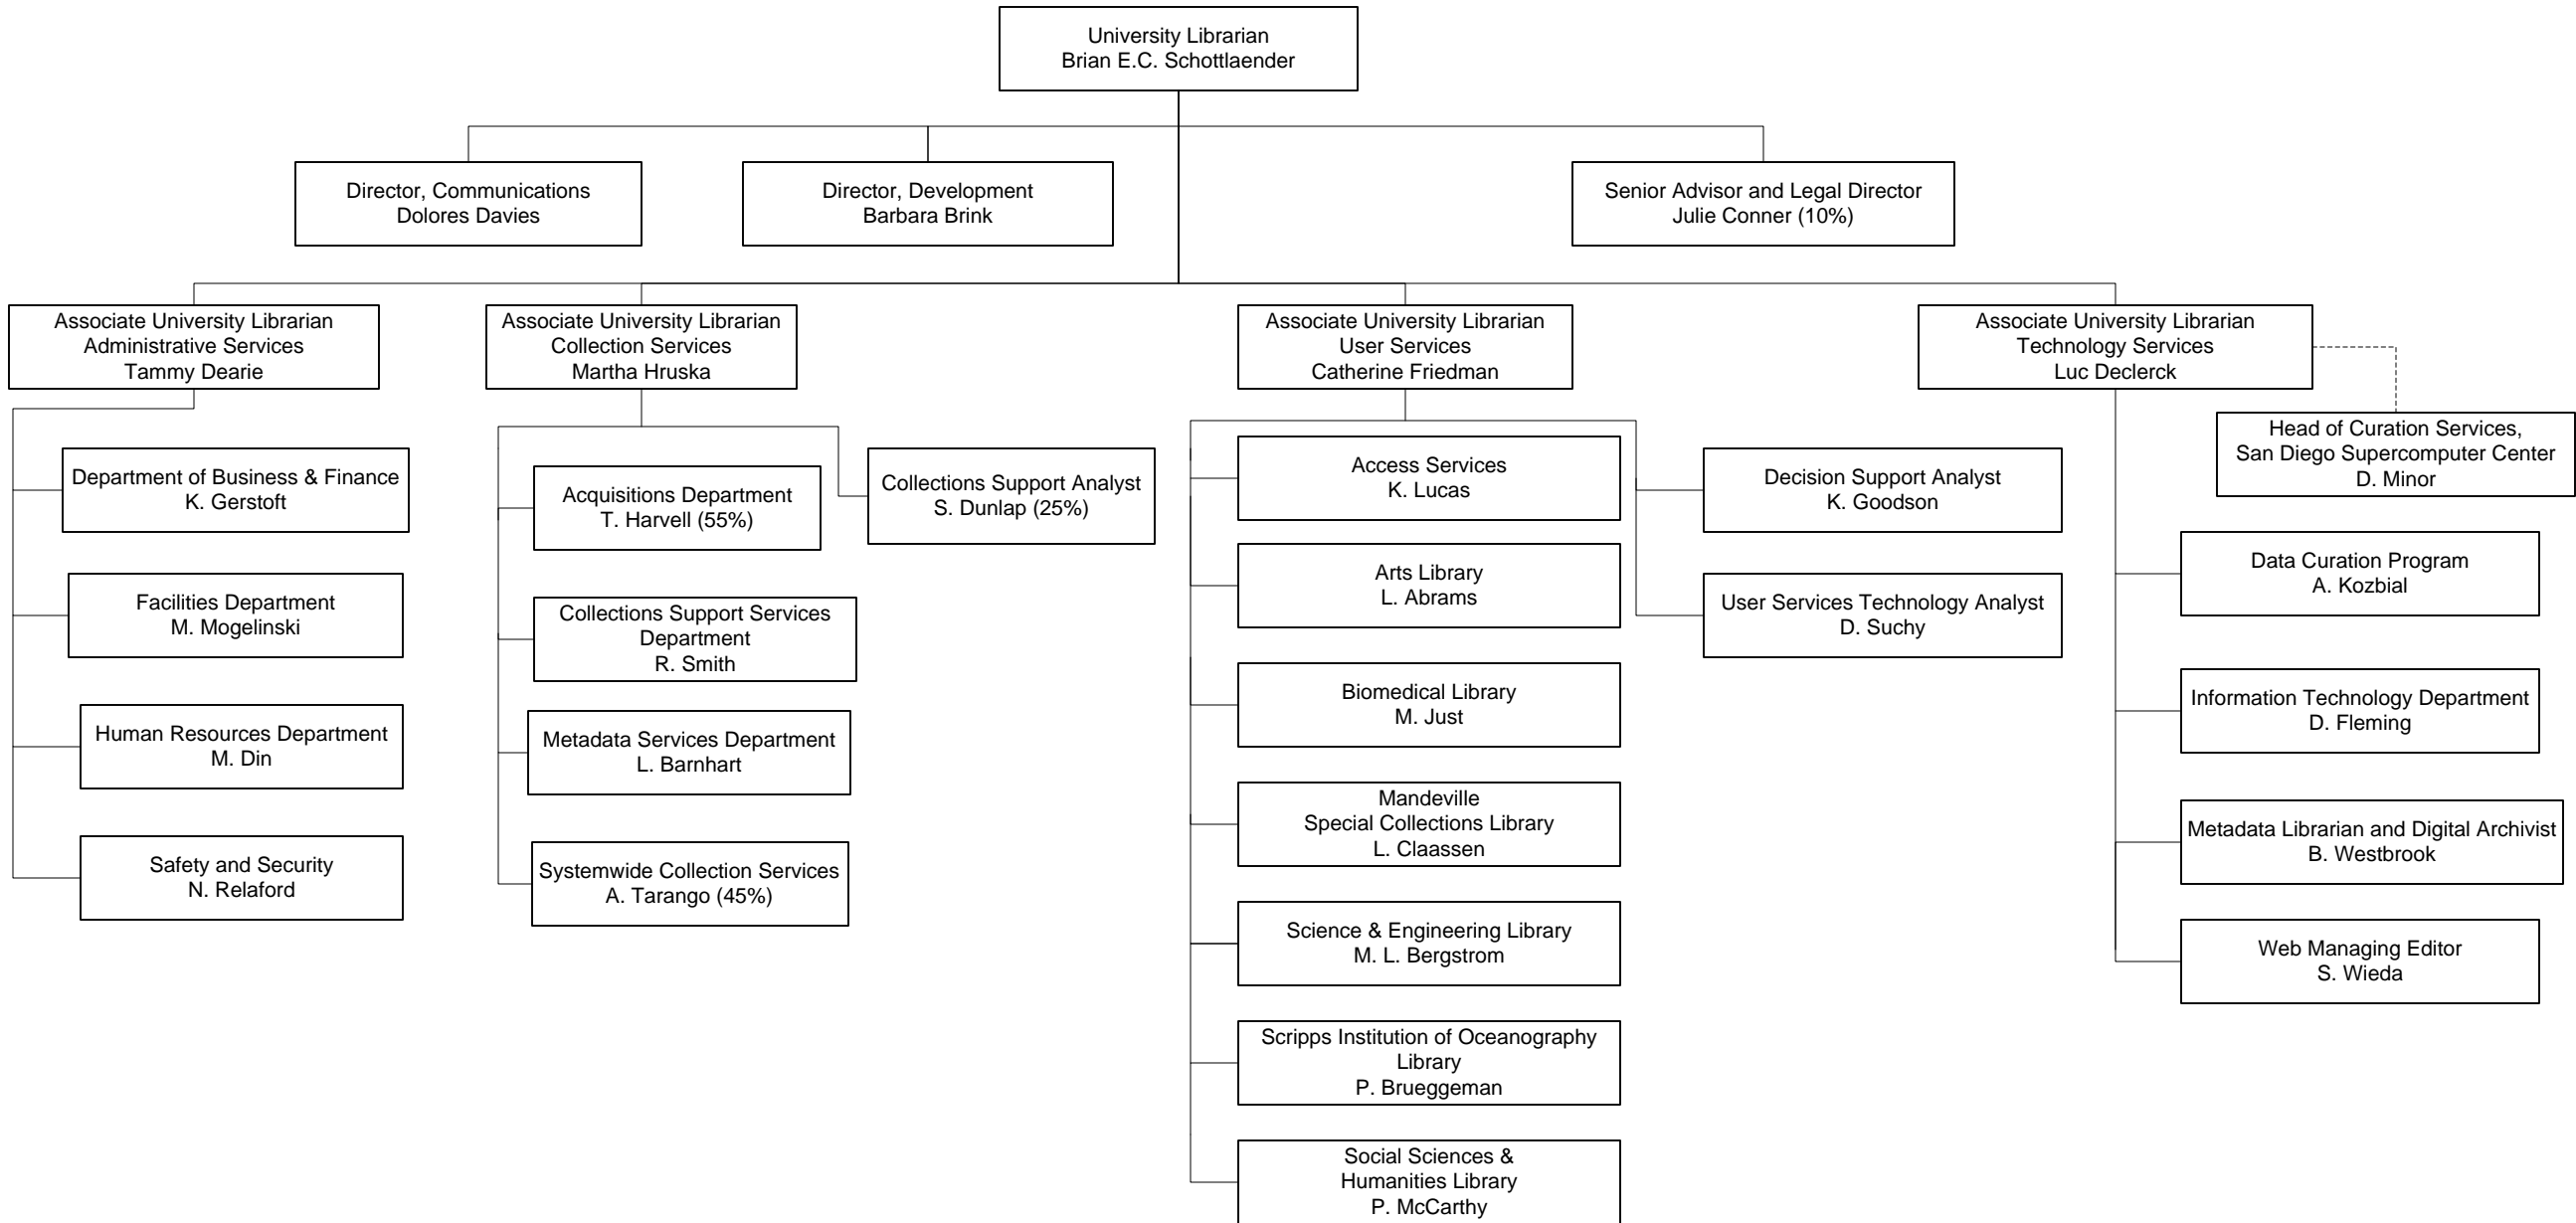 University Librarian
Brian E.C. Schottlaender
Director, Communications
Dolores Davies
Director, Development
Barbara Brink
Senior Advisor and Legal Director
Julie Conner (10%)
Associate University Librarian
Administrative Services
Tammy Dearie
Associate University Librarian
Collection Services
Martha Hruska
Associate University Librarian
User Services
Catherine Friedman
Associate University Librarian
Technology Services
Luc Declerck
Department of Business & Finance
K. Gerstoft
Facilities Department
M. Mogelinski
Human Resources Department
M. Din
Safety and Security
N. Relaford
Acquisitions Department
T. Harvell (55%)
Collections Support Services
Department
R. Smith
Metadata Services Department
L. Barnhart
Systemwide Collection Services
A. Tarango (45%)
Collections Support Analyst
S. Dunlap (25%)
Access Services
K. Lucas
Arts Library
L. Abrams
Biomedical Library
M. Just
Mandeville
Special Collections Library
L. Claassen
Science & Engineering Library
M. L. Bergstrom
Scripps Institution of Oceanography
Library
P. Brueggeman
Social Sciences &
Humanities Library
P. McCarthy
Decision Support Analyst
K. Goodson
User Services Technology Analyst
D. Suchy
Head of Curation Services,
San Diego Supercomputer Center
D. Minor
Data Curation Program
A. Kozbial
Information Technology Department
D. Fleming
Metadata Librarian and Digital Archivist
B. Westbrook
Web Managing Editor
S. Wieda